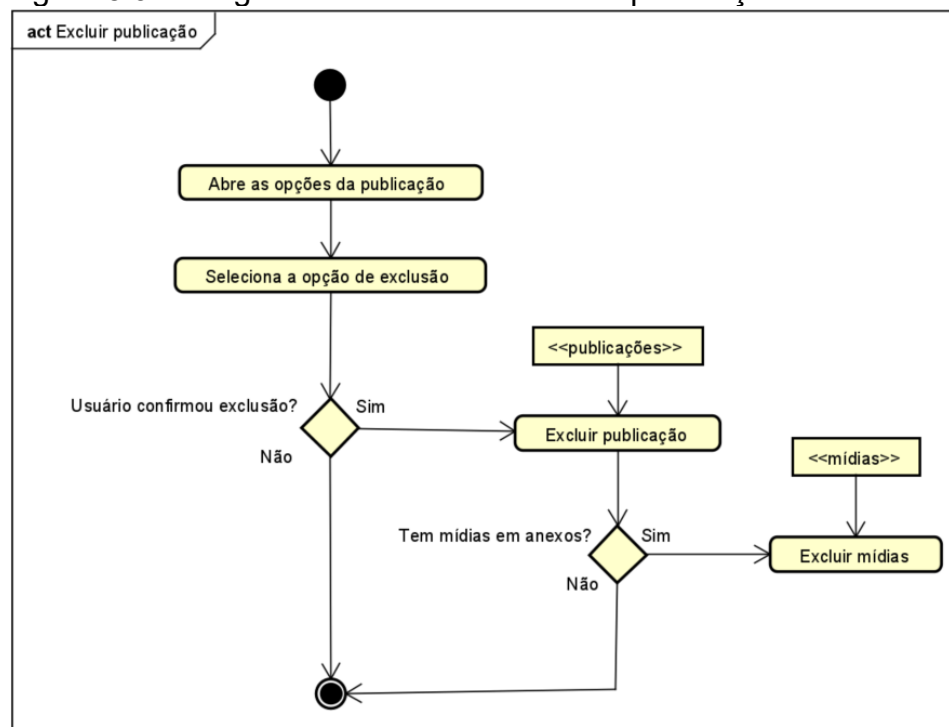 act Excluir publicação
Abre as opções da publicação
Seleciona a opção de exclusão
<<publicações>>
Usuário confirmou exclusão?
Sim
Não
Excluir publicação
<<mídias>>
Tem mídias em anexos?
Sim
Não
Excluir mídias